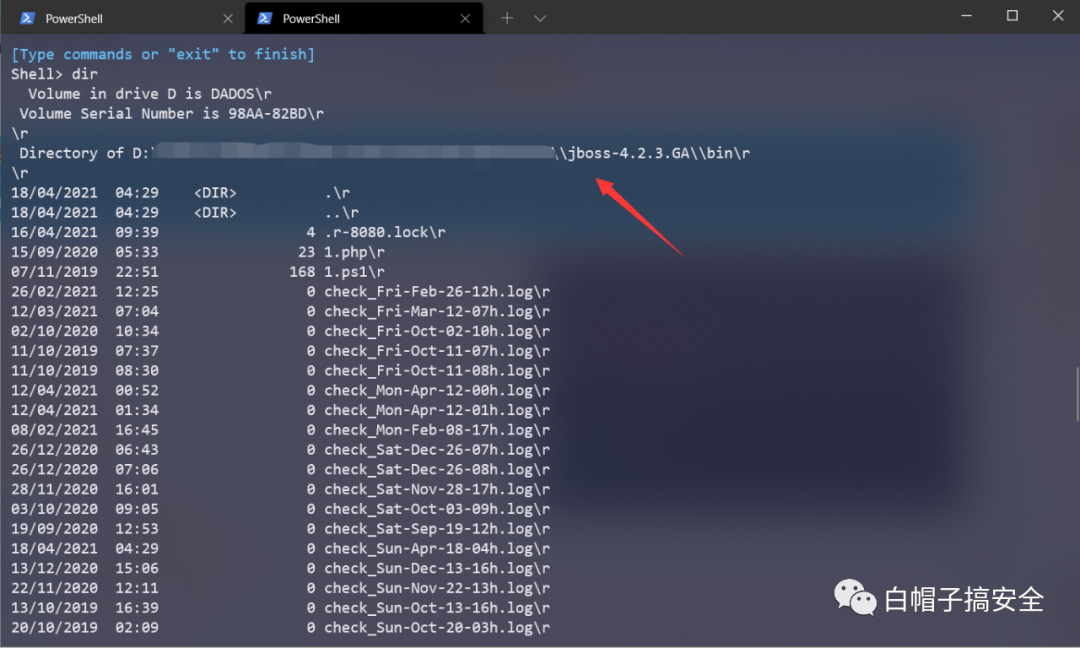 PowerShell
PowerShell
[Type commands or "exit" to finish]
Shell> dir
Volume in drive D is DADOS\r
Volume Serial Number is 98AA-82BD\r
\r
Directory of D:\\jboss-4.2.3.GA\\bin\r
\r
18/04/2021 04:29 <DIR> .\r
18/04/2021 04:29 <DIR> ..\r
16/04/2021 09:39 4 .r-8080.lock\r
15/09/2020 05:33 23 1.php\r
07/11/2019 22:51 168 1.ps1\r
26/02/2021 12:25 0 check_Fri-Feb-26-12h.log\r
12/03/2021 07:04 0 check_Fri-Mar-12-07h.log\r
02/10/2020 10:34 0 check_Fri-Oct-02-10h.log\r
11/10/2019 07:37 0 check_Fri-Oct-11-07h.log\r
11/10/2019 08:30 0 check_Fri-Oct-11-08h.log\r
12/04/2021 00:52 0 check_Mon-Apr-12-00h.log\r
12/04/2021 01:34 0 check_Mon-Apr-12-01h.log\r
08/02/2021 16:45 0 check_Mon-Feb-08-17h.log\r
26/12/2020 06:43 0 check_Sat-Dec-26-07h.log\r
26/12/2020 07:06 0 check_Sat-Dec-26-08h.log\r
28/11/2020 16:01 0 check_Sat-Nov-28-17h.log\r
03/10/2020 09:05 0 check_Sat-Oct-03-09h.log\r
19/09/2020 12:53 0 check_Sat-Sep-19-12h.log\r
18/04/2021 04:29 0 check_Sun-Apr-18-04h.log\r
13/12/2020 15:06 0 check_Sun-Dec-13-16h.log\r
22/11/2020 12:11 0 check_Sun-Nov-22-13h.log\r
13/10/2019 16:39 0 check_Sun-Oct-13-16h.log\r
20/10/2019 02:09 0 check_Sun-Oct-20-03h.log\r
白帽子搞安全